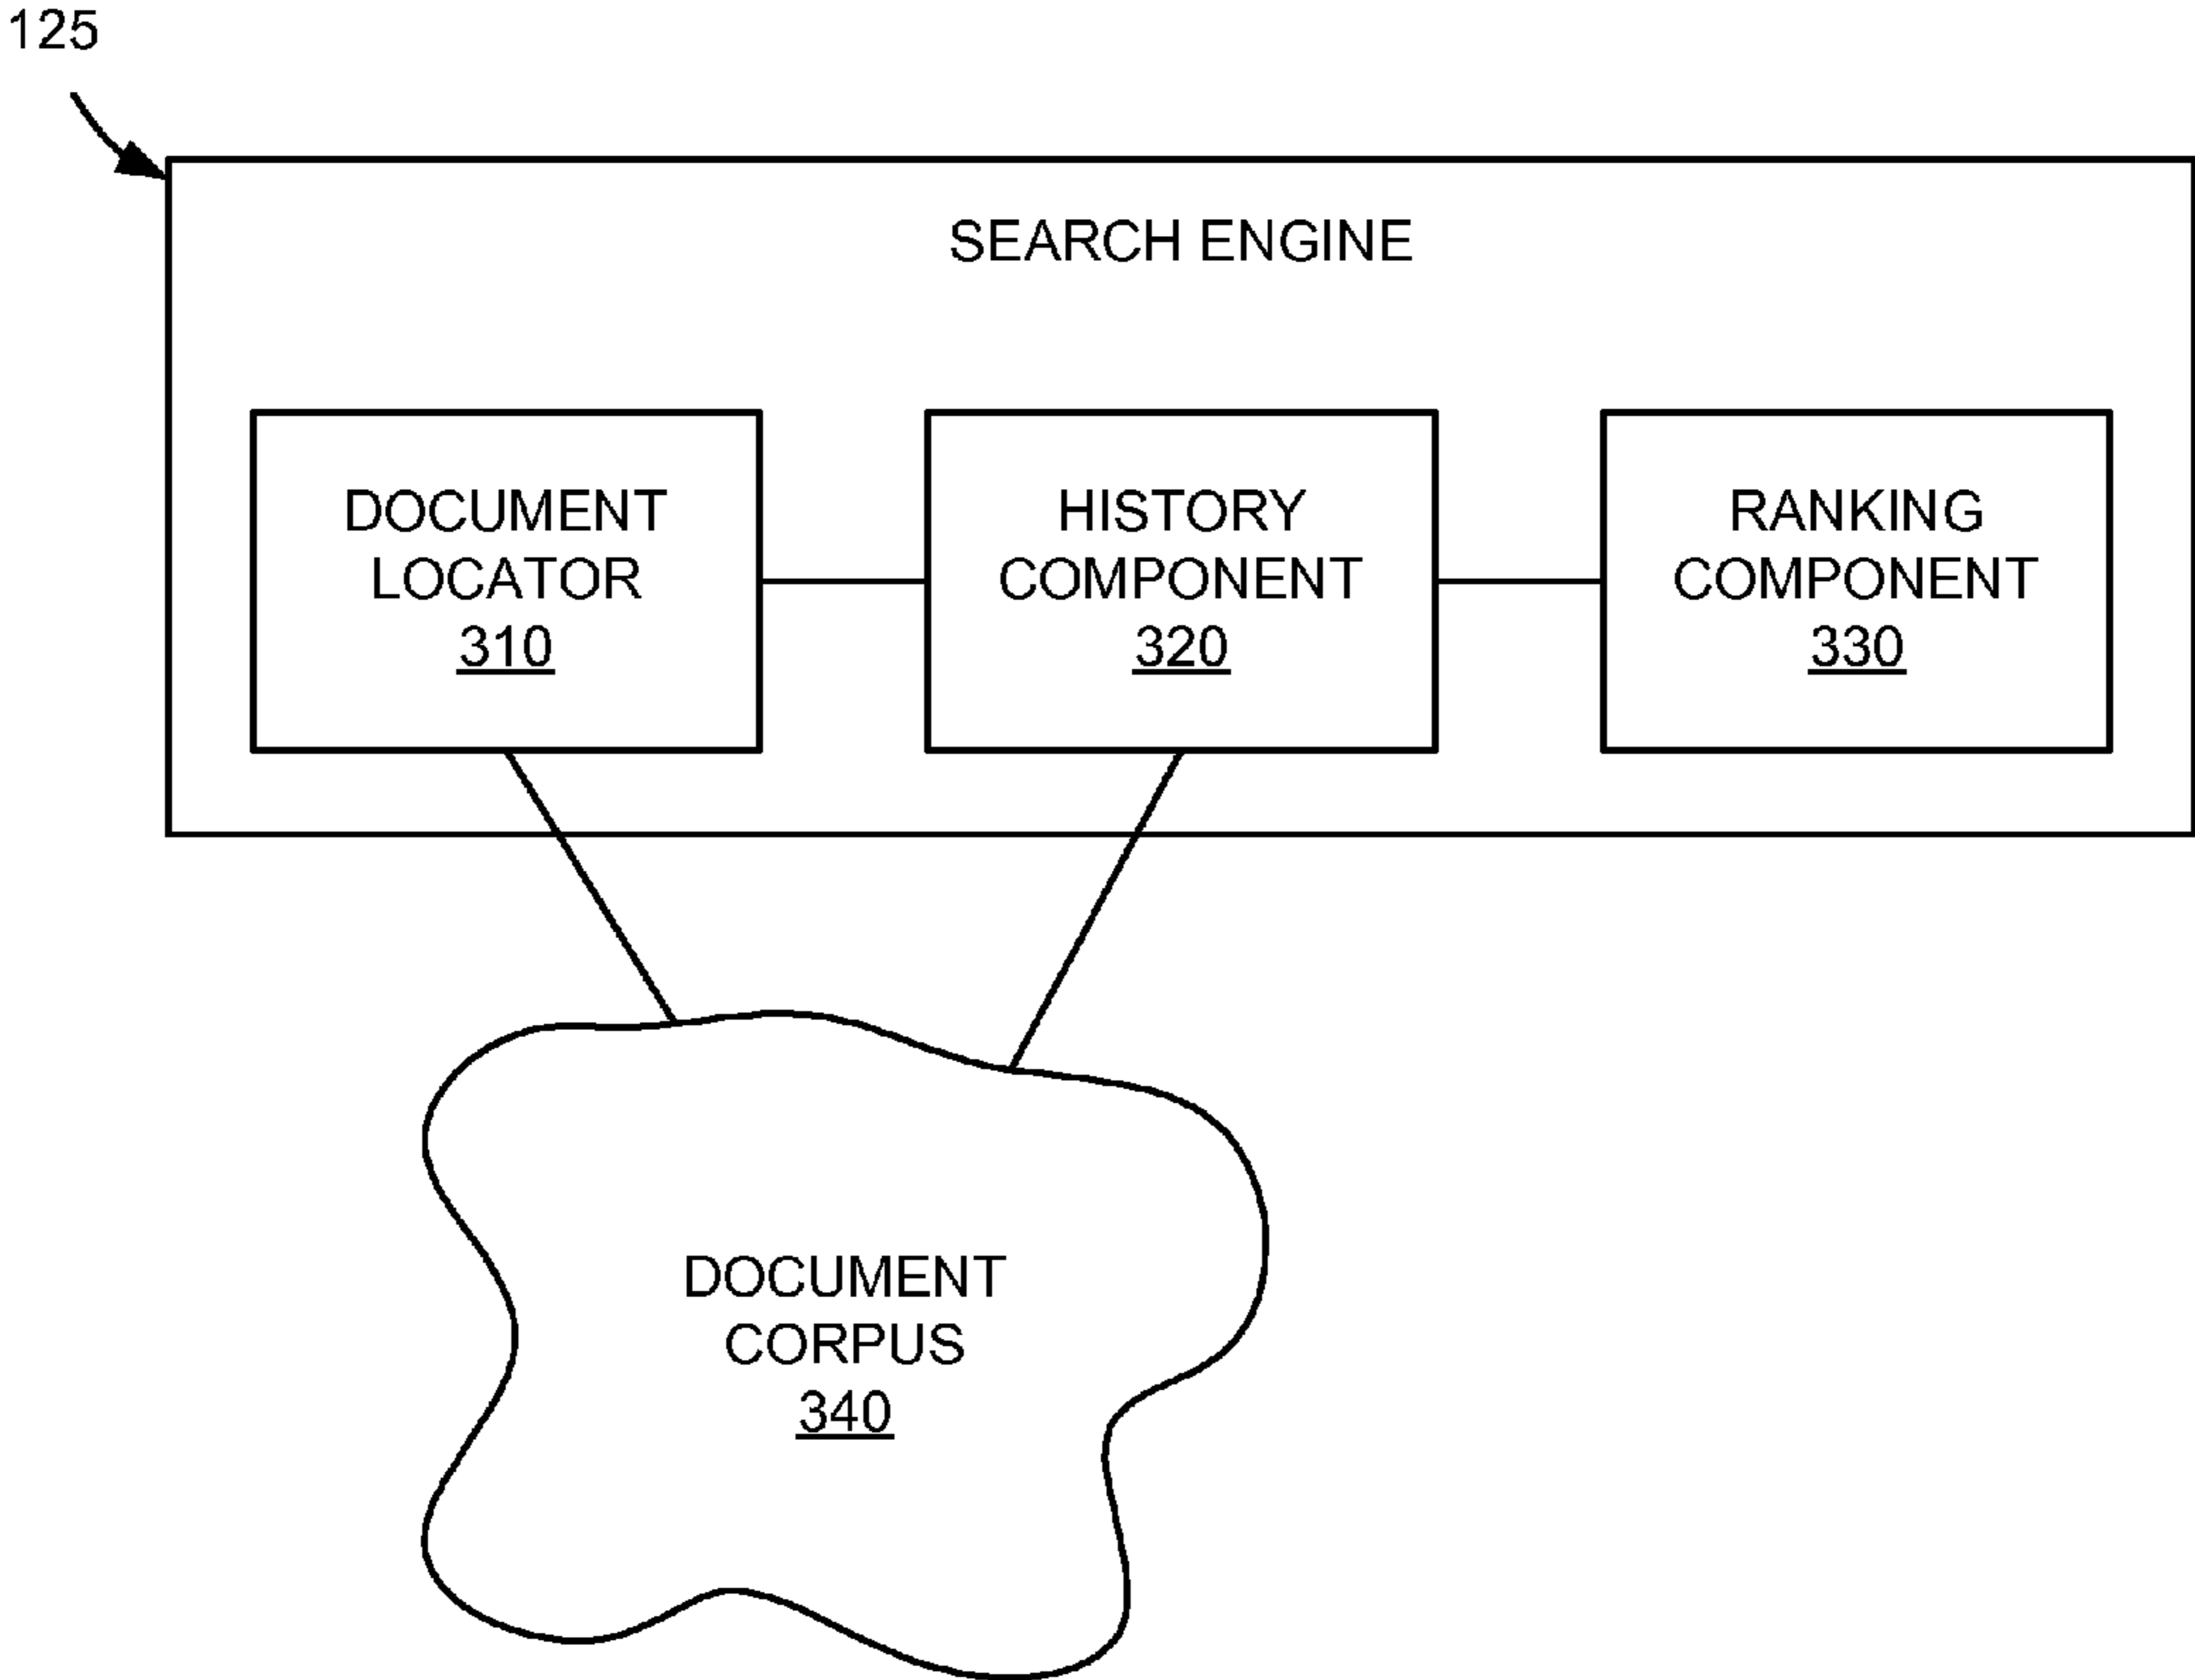 125
SEARCH ENGINE
DOCUMENT
LOCATOR
310
HISTORY
COMPONENT
320
RANKING
COMPONENT
330
DOCUMENT
CORPUS
340